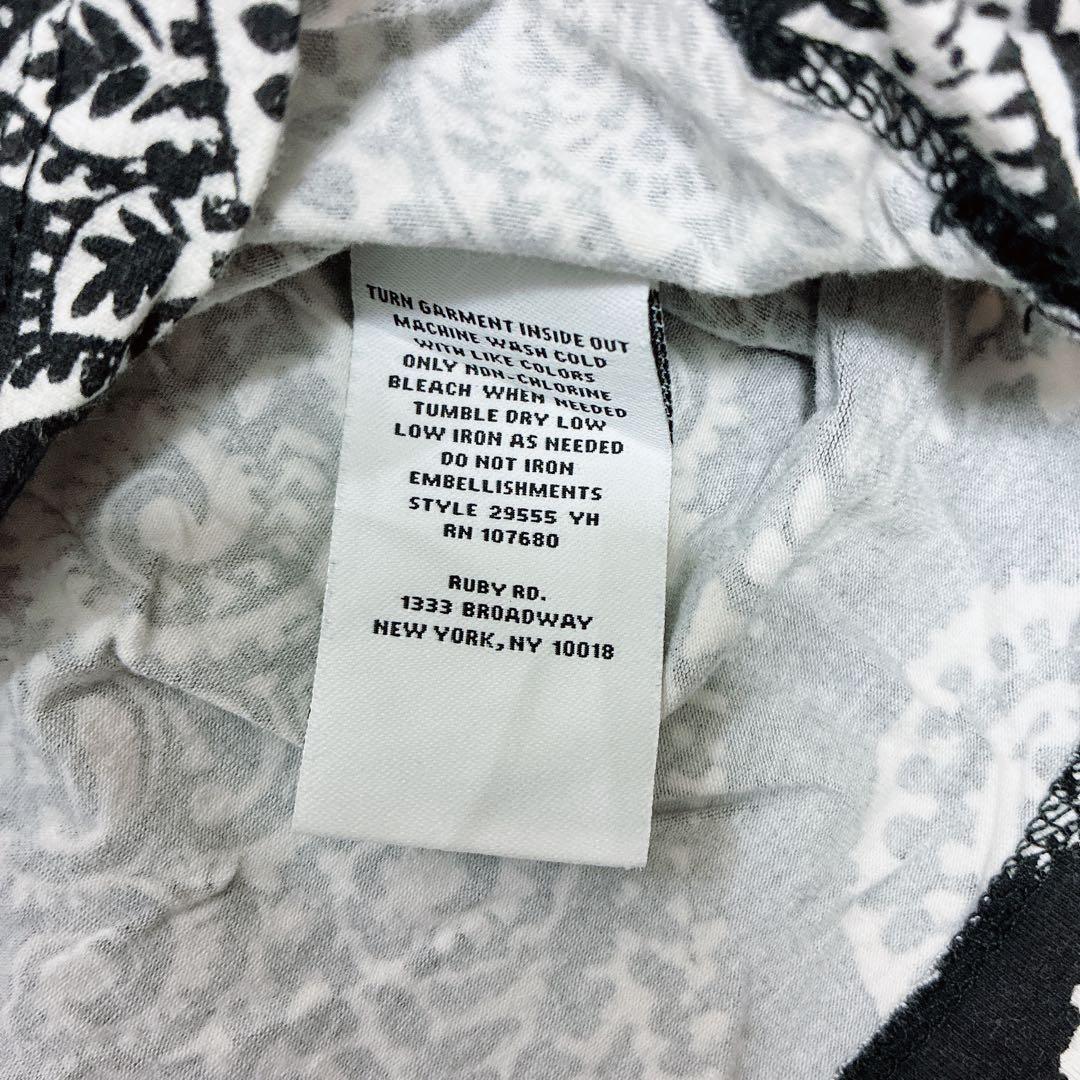 TURN GARMENT INSIDE OUT
MACHINE WASH COLD
WITH LIKE COLORS
ONLY NON-CHLORINE
BLEACH WHEN NEEDED
TUMBLE DRY LOW
LOW IRON AS NEEDED
DO NOT IRON
EMBELLISHMENTS
STYLE 29555 YH
RN 107680
RUBY RD.
1333 BROADWAY
NEW YORK, NY 10018